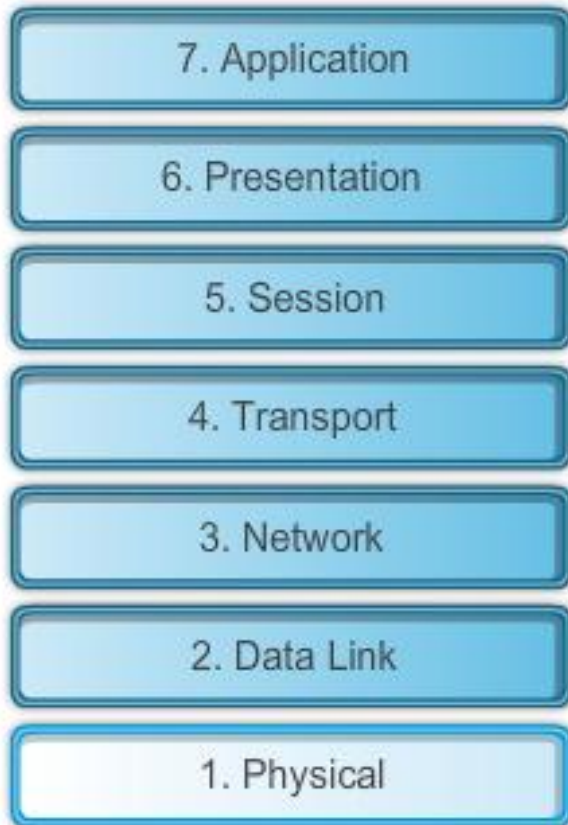 7. Application
6. Presentation
5. Session
4. Transport
3. Network
2. Data Link
1. Physical